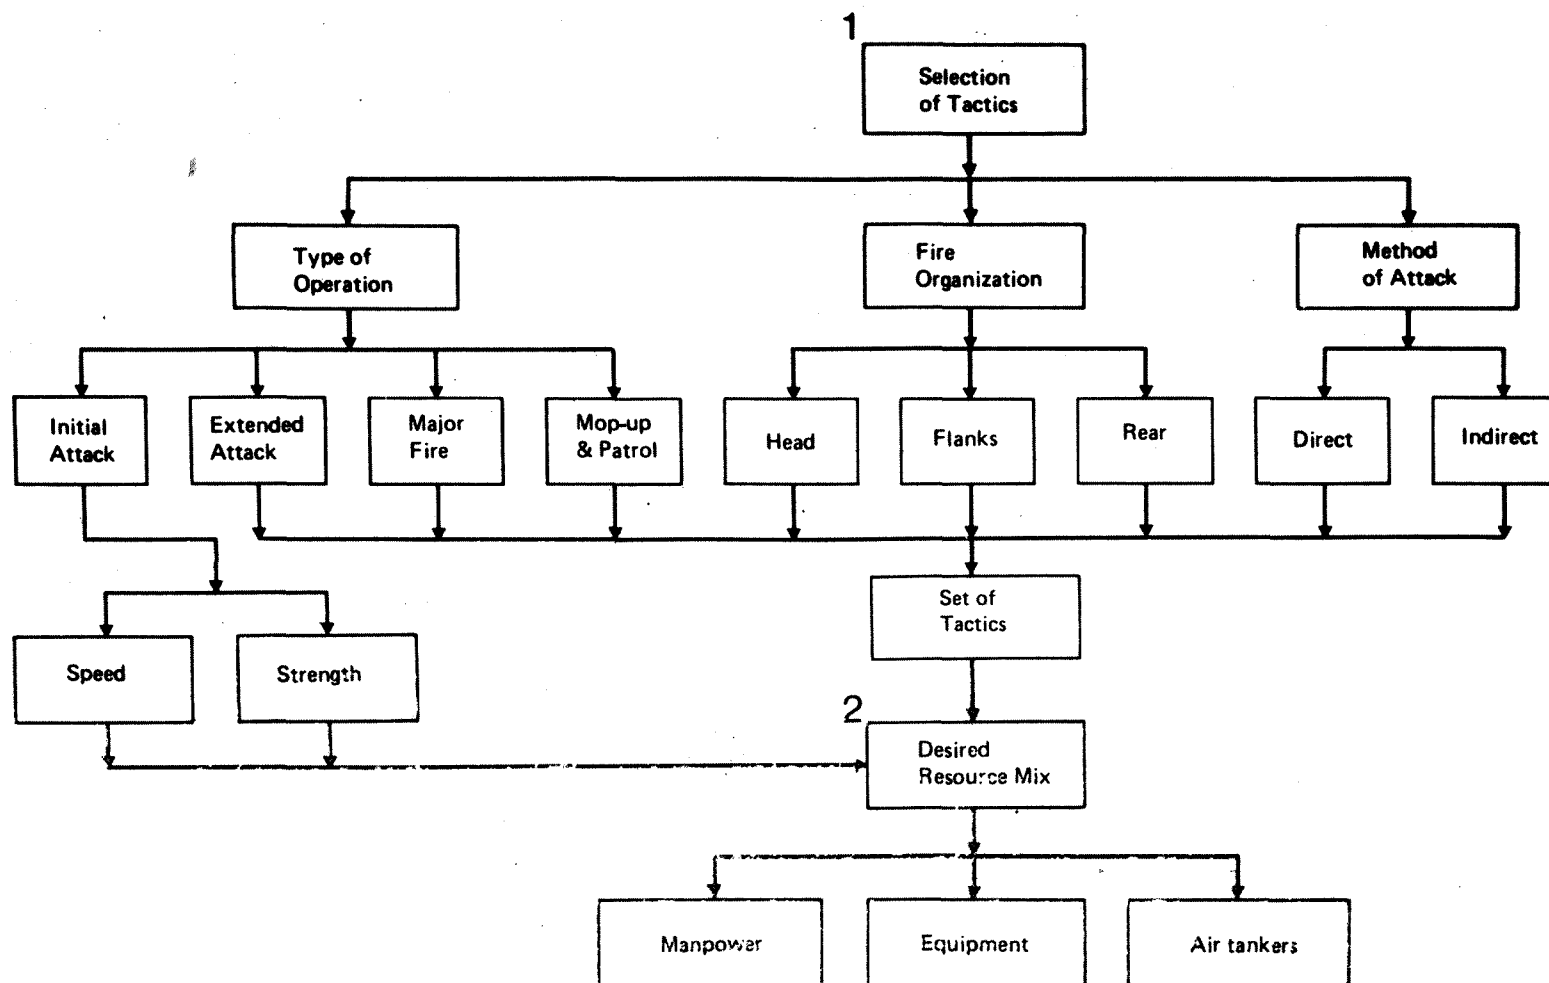 1
Selection
of Tactics
Type of
Operation
Fire
Organization
Method
of Attack
Initial
Attack
Extended
Attack
Major
Fire
Mop-up
& Patrol
Head
Flanks
Rear
Direct
Indirect
Set of
Tactics
Speed
Strength
2
Desired
Resource Mix
Manpower
Equipment
Air tankers